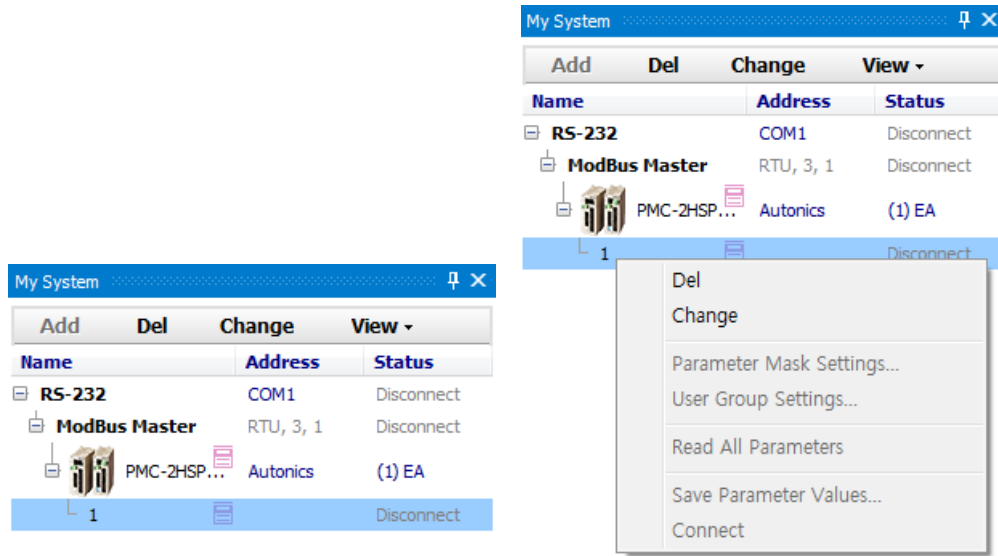 My System
Add Del Change View
Name Address Status
RS-232 COM1 Disconnect
ModBus Master RTU, 3, 1 Disconnect
PMC-2HSP... Autonics (1) EA
1 Disconnect
My System
Add Del Change View
Name Address Status
RS-232 COM1 Disconnect
ModBus Master RTU, 3, 1 Disconnect
PMC-2HSP... Autonics (1) EA
1 Disconnect
Del
Change
Parameter Mask Settings...
User Group Settings...
Read All Parameters
Save Parameter Values...
Connect